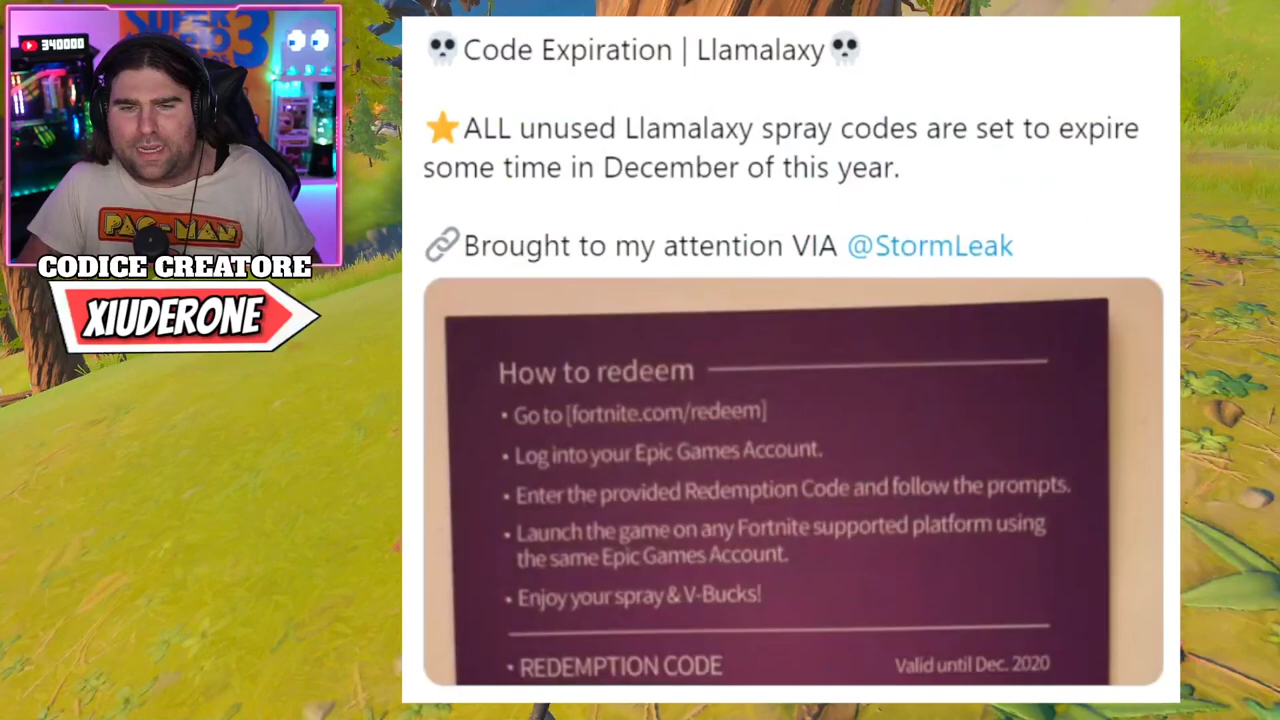 340000
SUPER
3
PAC-MAN
CODICE CREATORE
XIUDERONE
💀Code Expiration | Llamalaxy💀
⭐ALL unused Llamalaxy spray codes are set to expire
some time in December of this year.
🔗Brought to my attention VIA @StormLeak
How to redeem
• Go to [fortnite.com/redeem]
• Log into your Epic Games Account.
• Enter the provided Redemption Code and follow the prompts.
• Launch the game on any Fortnite supported platform using
the same Epic Games Account.
• Enjoy your spray & V-Bucks!
• REDEMPTION CODE Valid until Dec. 2020